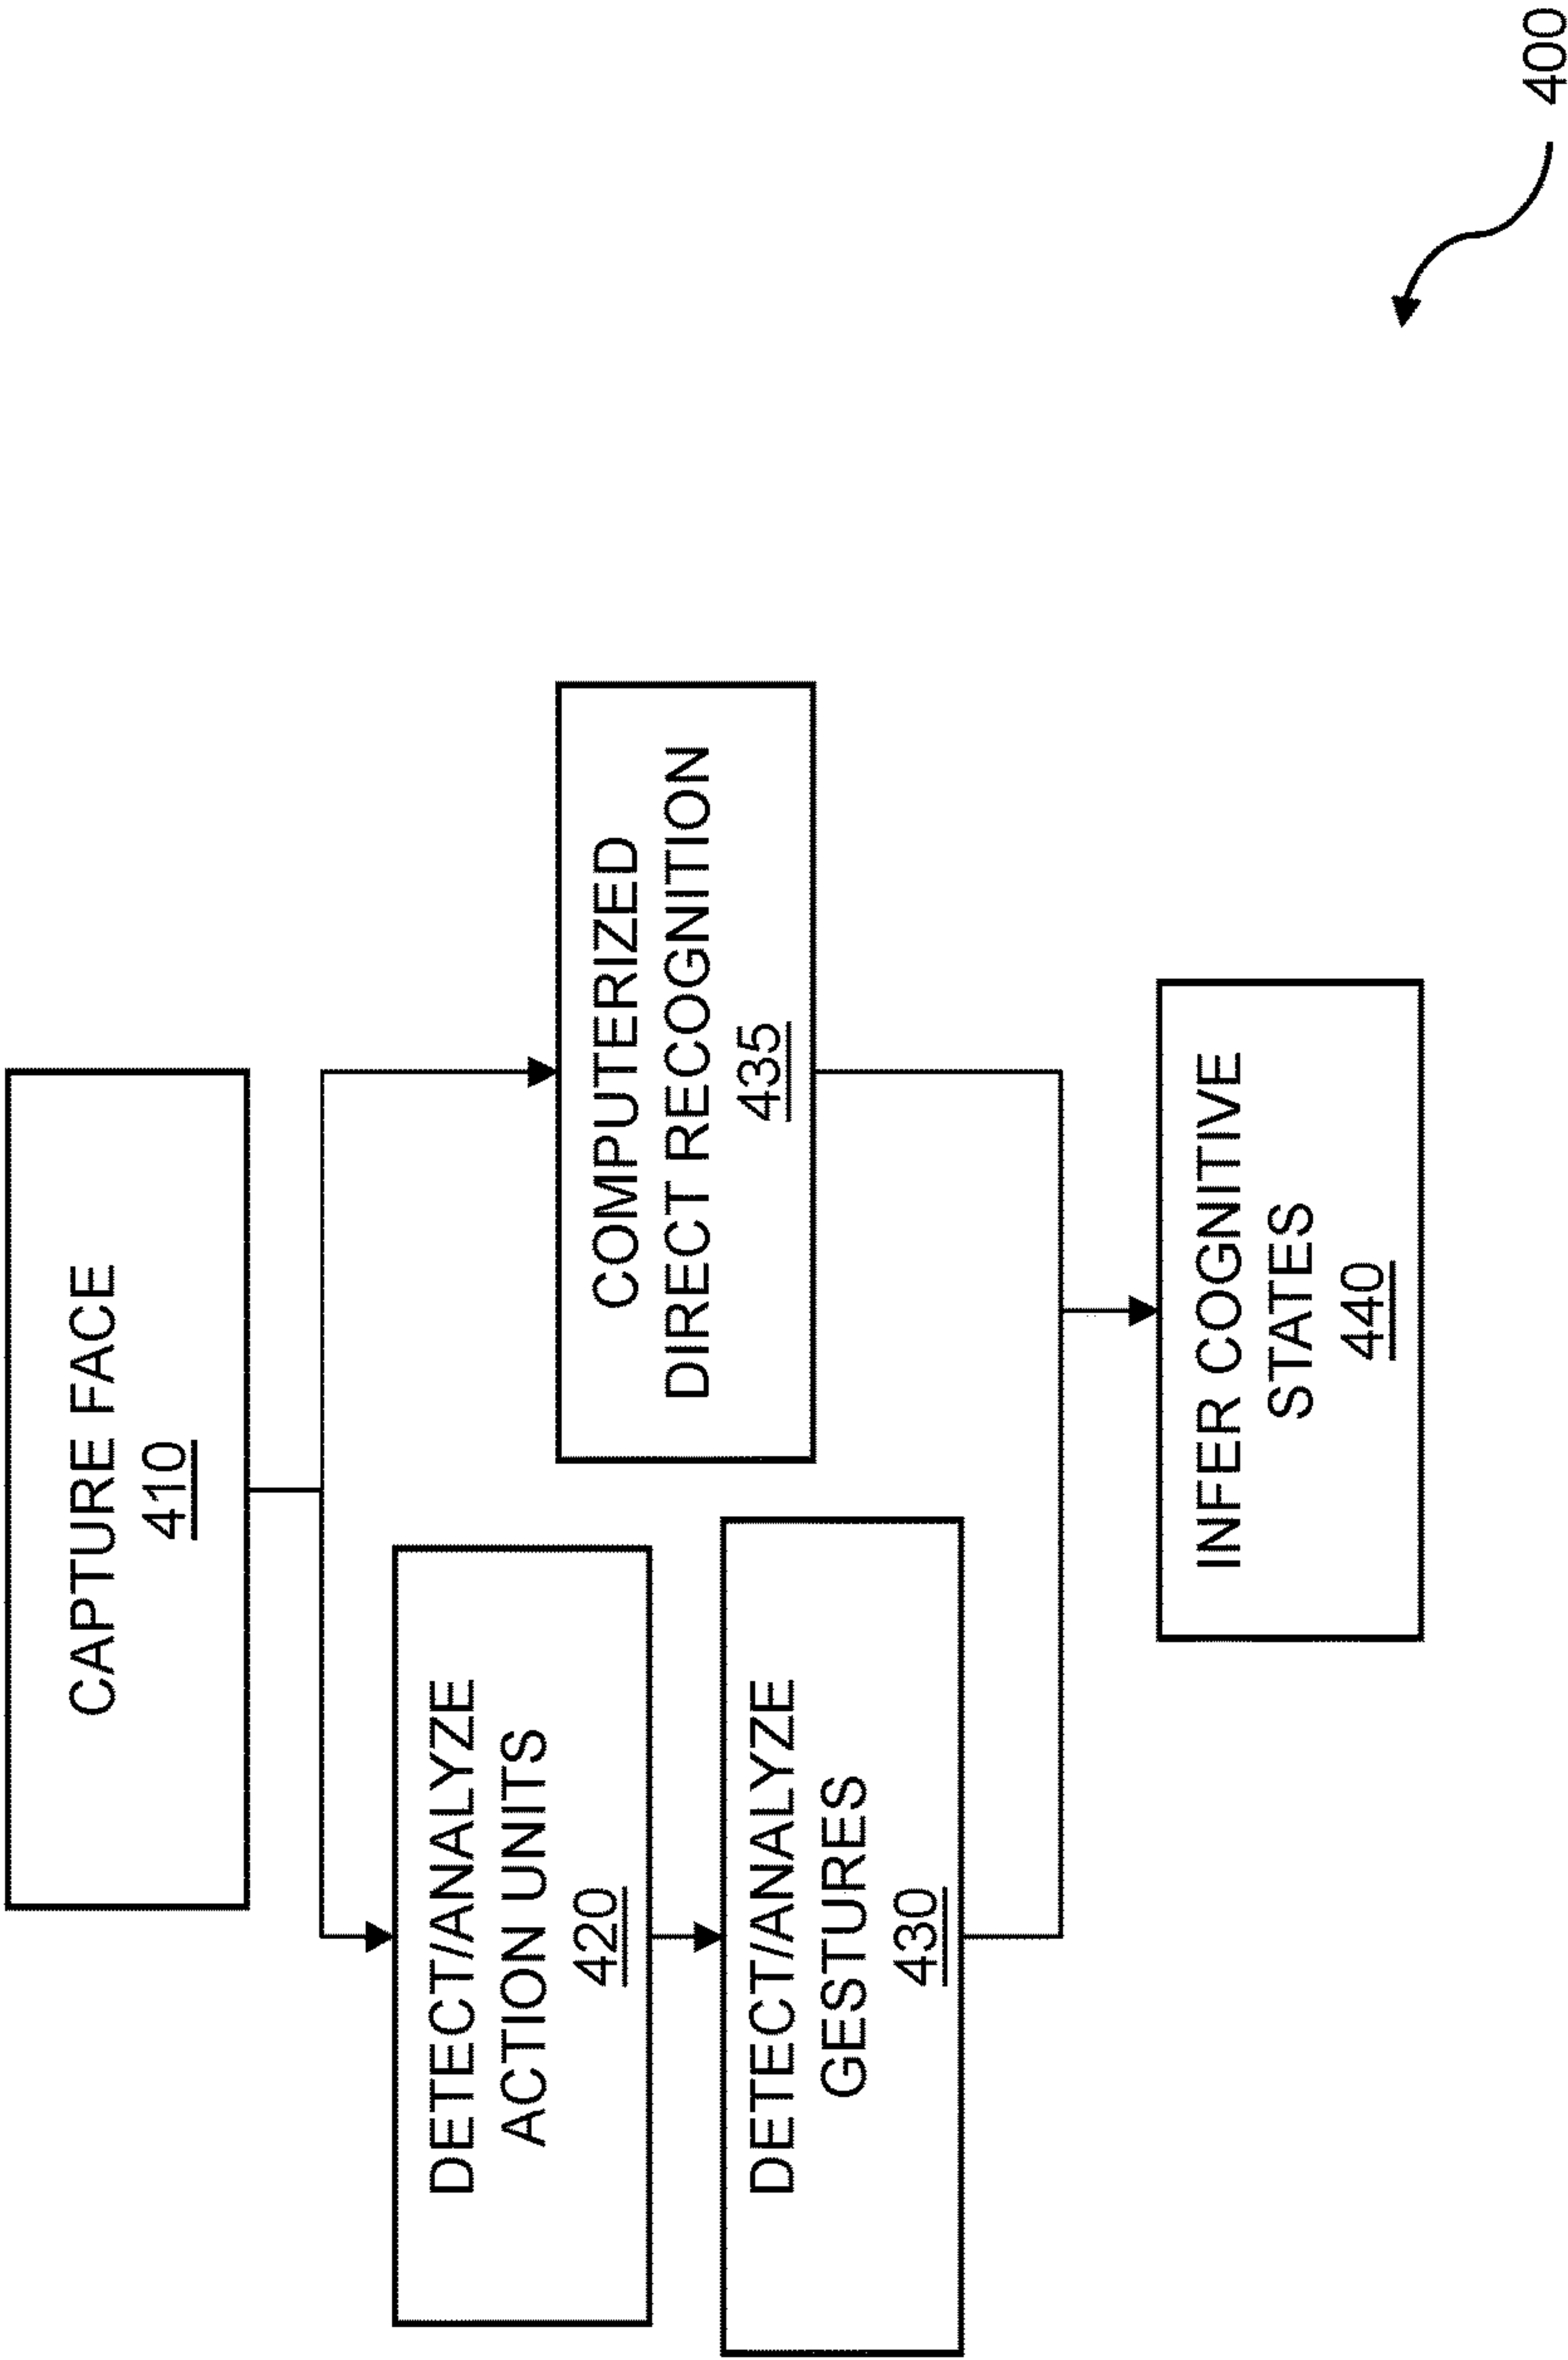 CAPTURE FACE
410
DETECT/ANALYZE
ACTION UNITS
420
DETECT/ANALYZE
GESTURES
430
COMPUTERIZED
DIRECT RECOGNITION
435
INFER COGNITIVE
STATES
440
400